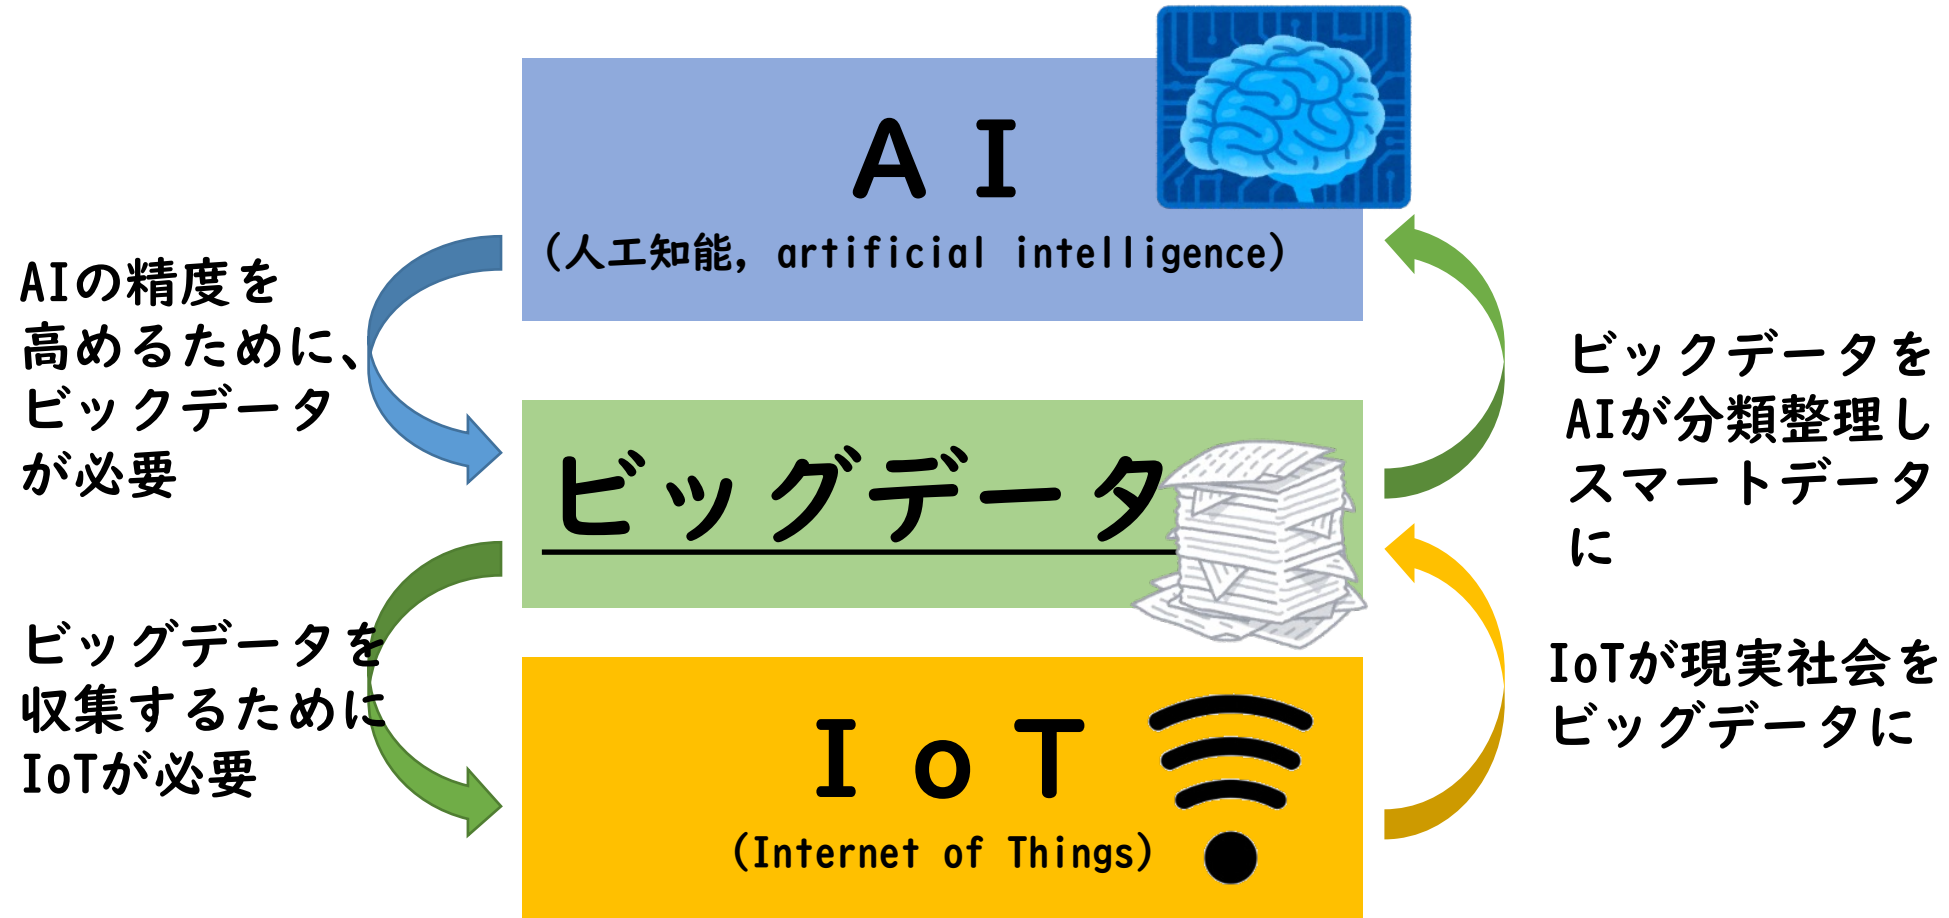 AI
(人工知能, artificial intelligence)
AIの精度を
高めるために、
ビックデータ
が必要
ビックデータを
AIが分類整理し
スマートデータ
に
ビッグデータ
ビッグデータを
収集するために
IoTが必要
IoTが現実社会を
ビッグデータに
IoT
(Internet of Things)